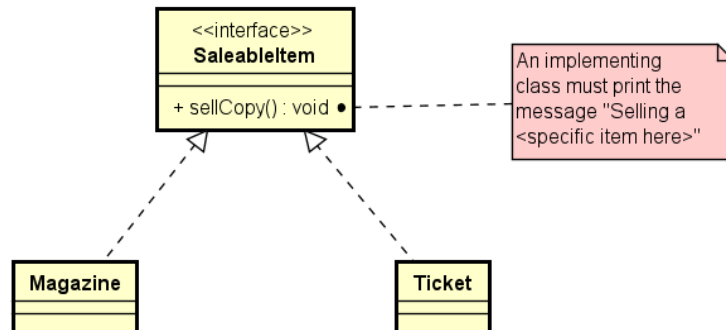 <<interface>>
SaleableItem
+ sellCopy() : void
An implementing
class must print the
message "Selling a
<specific item here>"
Magazine
Ticket